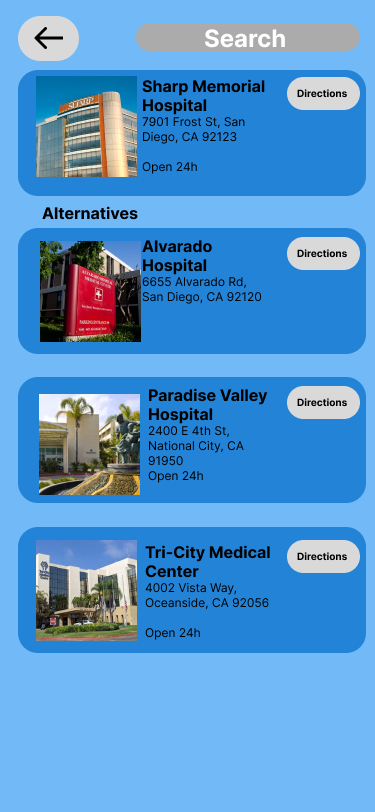 Search
Sharp Memorial
Hospital
7901 Frost St, San
Diego, CA 92123
Open 24h
Directions
SHARP
Alternatives
Alvarado
Hospital
6655 Alvarado Rd,
San Diego, CA 92120
Directions
Paradise Valley
Hospital
2400 E 4th St,
National City, CA
91950
Open 24h
Directions
Tri-City Medical
Center
4002 Vista Way,
Oceanside, CA 92056
Open 24h
Directions